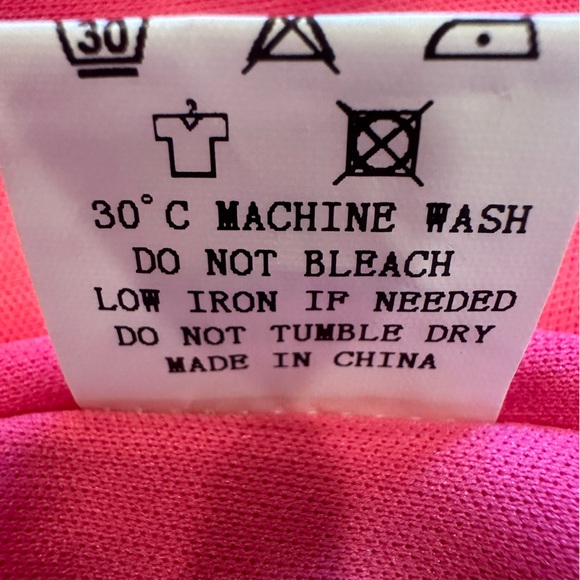 30
30°C MACHINE WASH
DO NOT BLEACH
LOW IRON IF NEEDED
DO NOT TUMBLE DRY
MADE IN CHINA